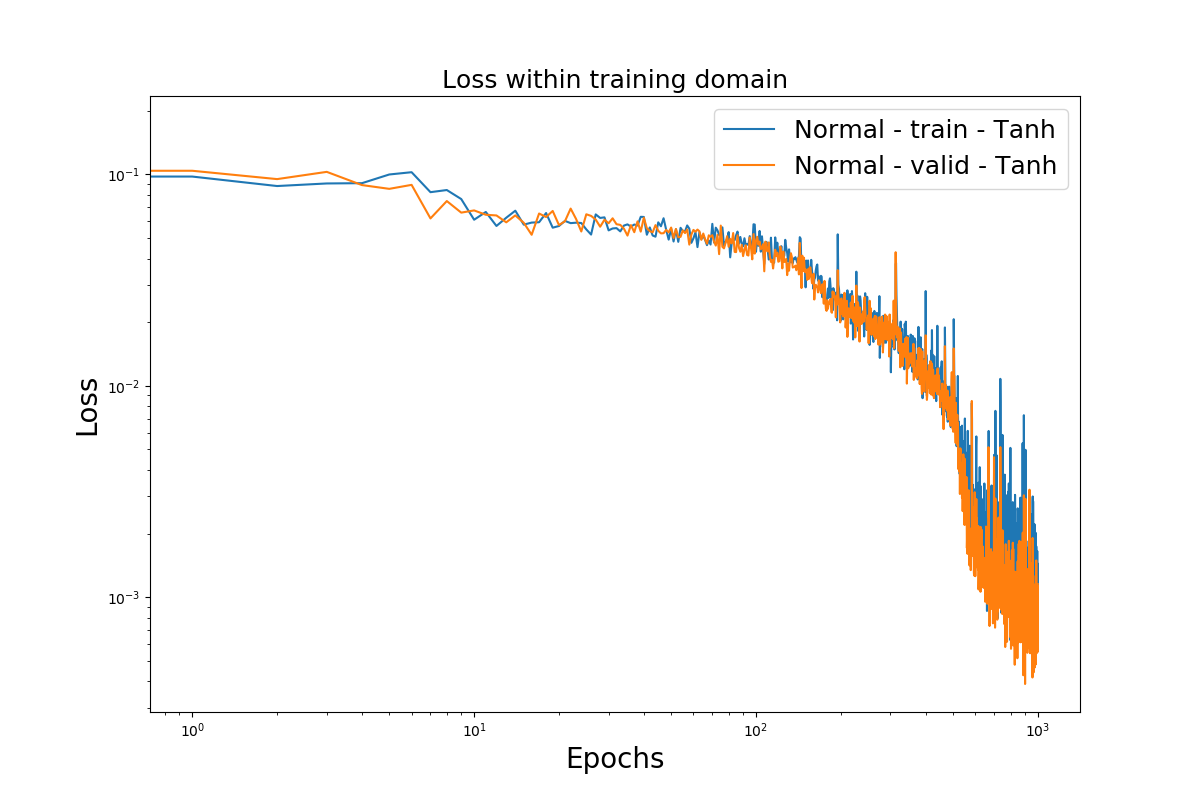 Loss within training domain
Normal - train - Tanh
Normal - valid - Tanh
10⁻¹
10⁻²
10⁻³
Loss
10⁰ 10¹ 10² 10³
Epochs